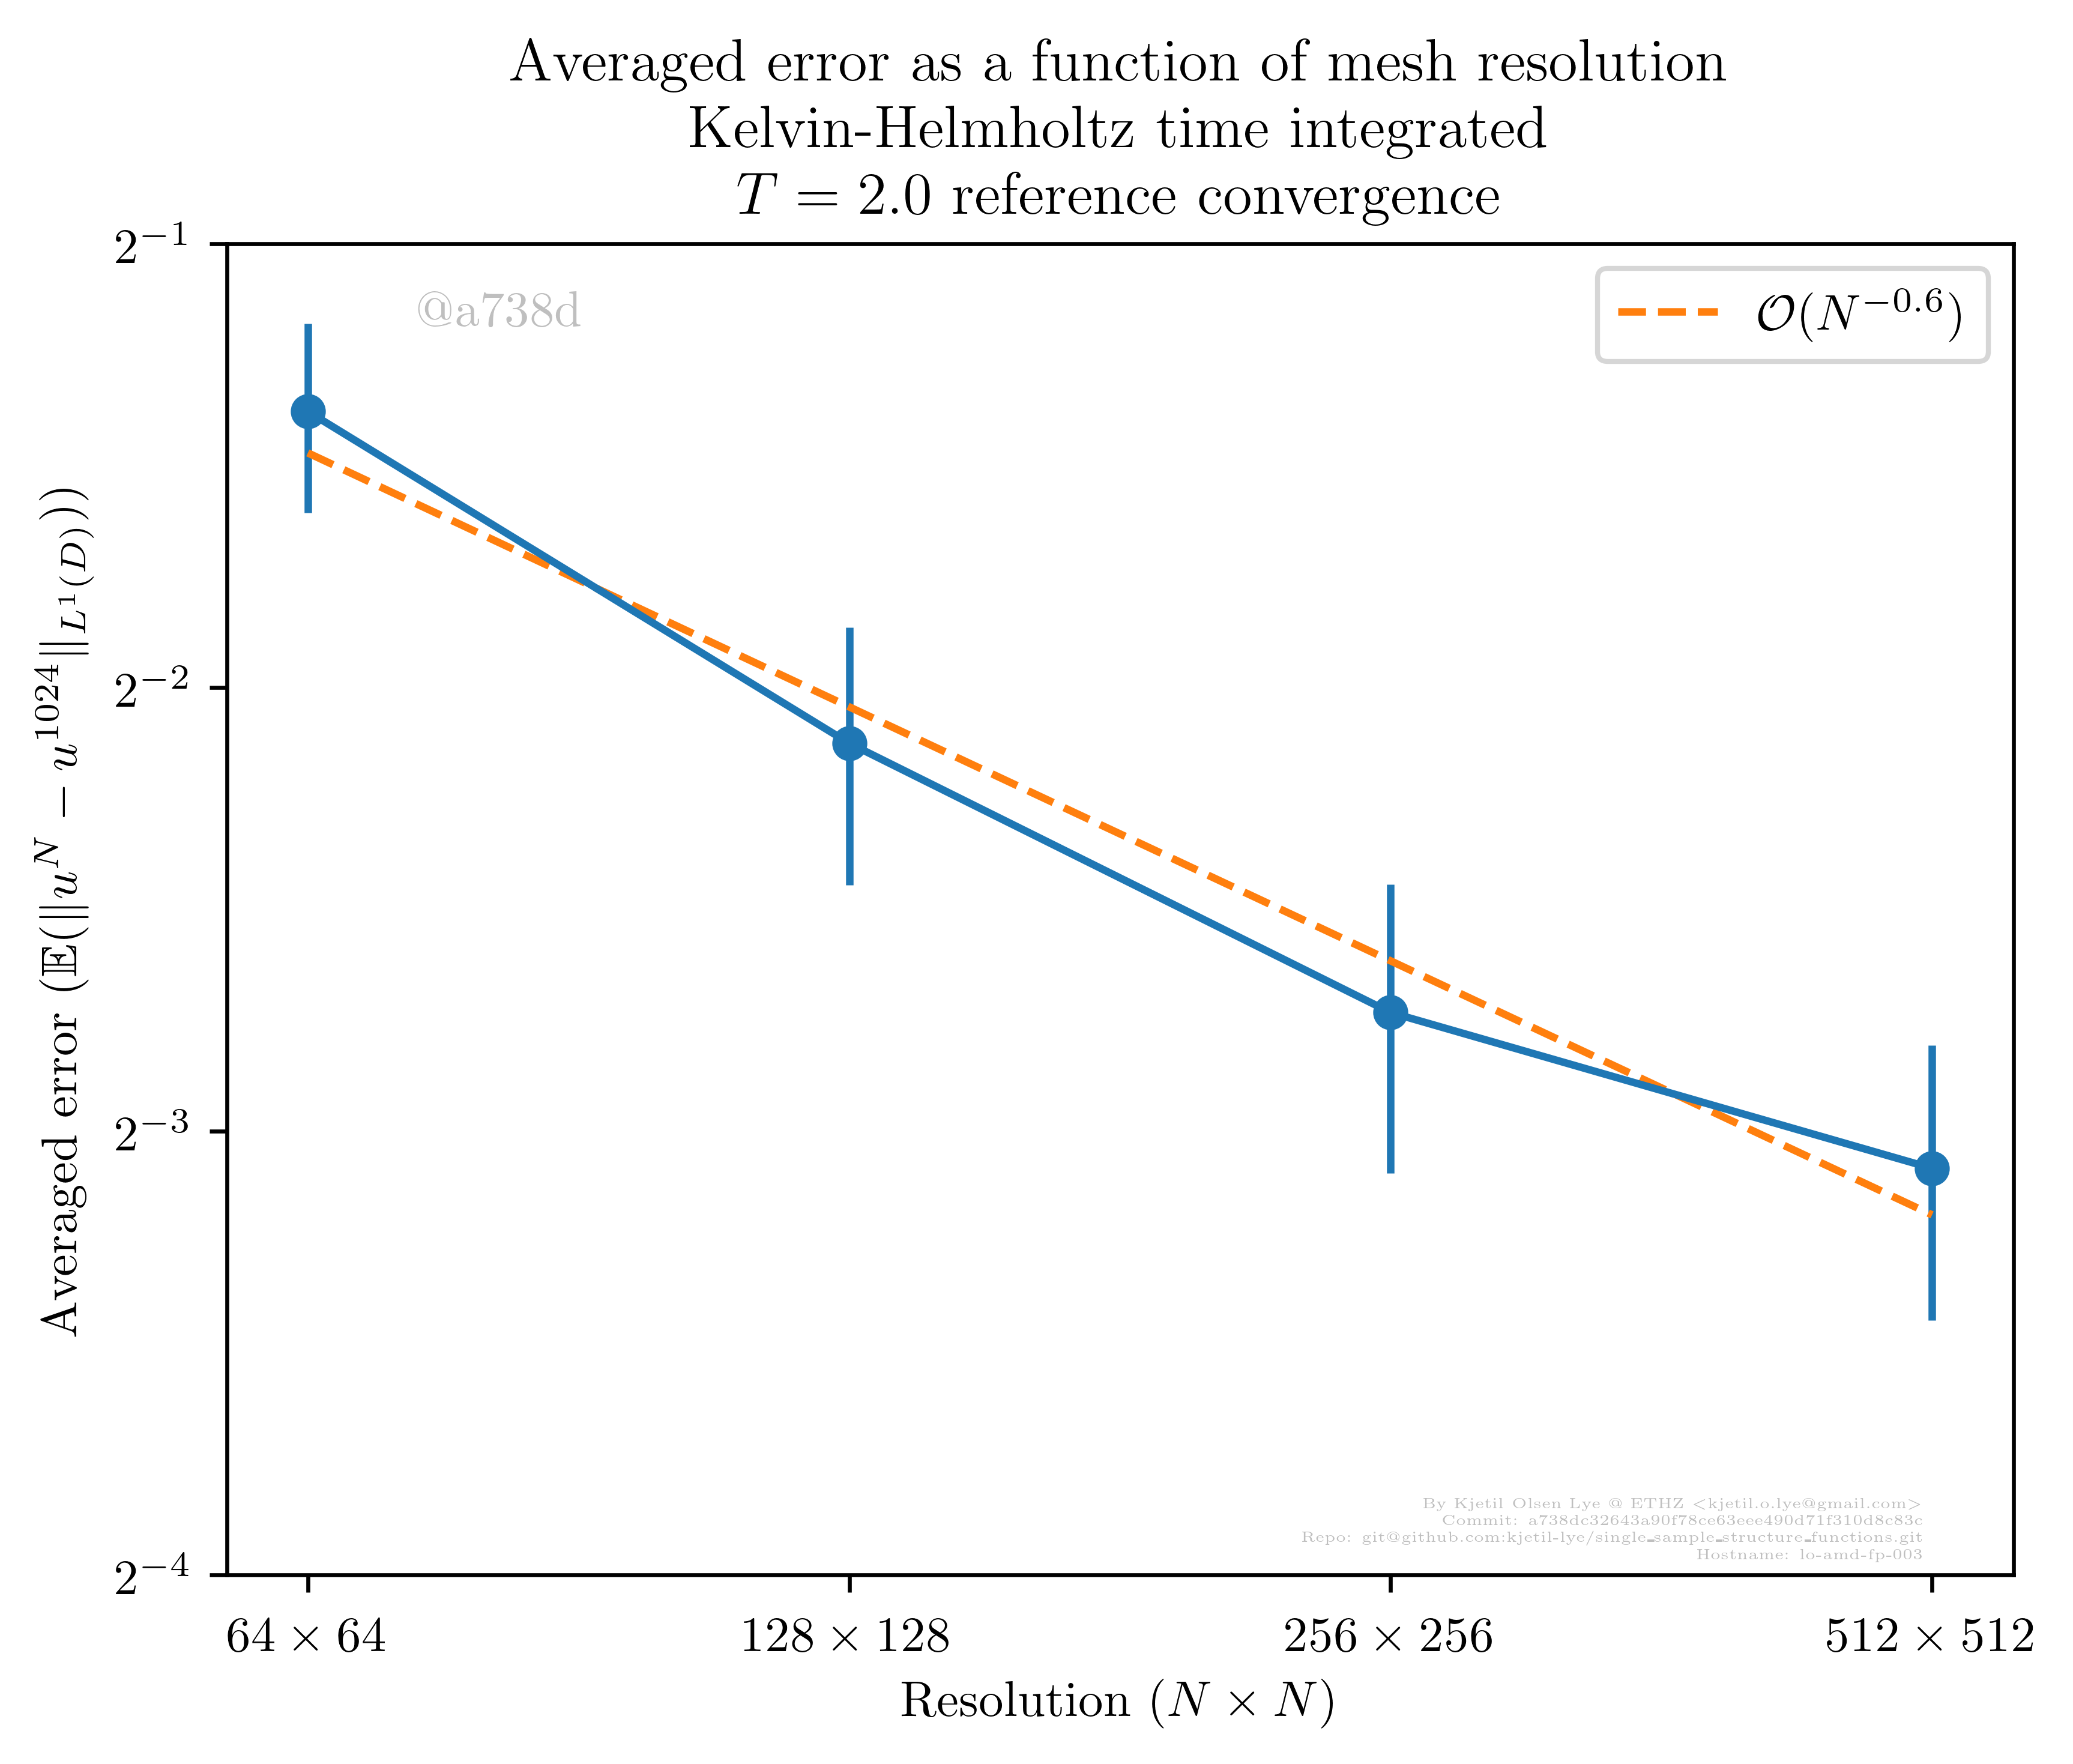 Averaged error as a function of mesh resolution
Kelvin-Helmholtz time integrated
$T = 2.0$ reference convergence
$2^{-1}$
@a738d
$\mathcal{O}(N^{-0.6})$
$2^{-2}$
$2^{-3}$
$2^{-4}$
Averaged error ($\mathbb{E}(\|u^N - u^{1024}\|_{L^1(D)})$)
By Kjetil Olsen Lye @ ETHZ <kjetil.o.lye@gmail.com>
Commit: a738dc32643a90f78ce63eee490d71f310d8c83c
Repo: git@github.com:kjetil-lye/single_sample_structure_functions.git
Hostname: lo-amd-fp-003
64 × 64
128 × 128
256 × 256
512 × 512
Resolution ($N \times N$)